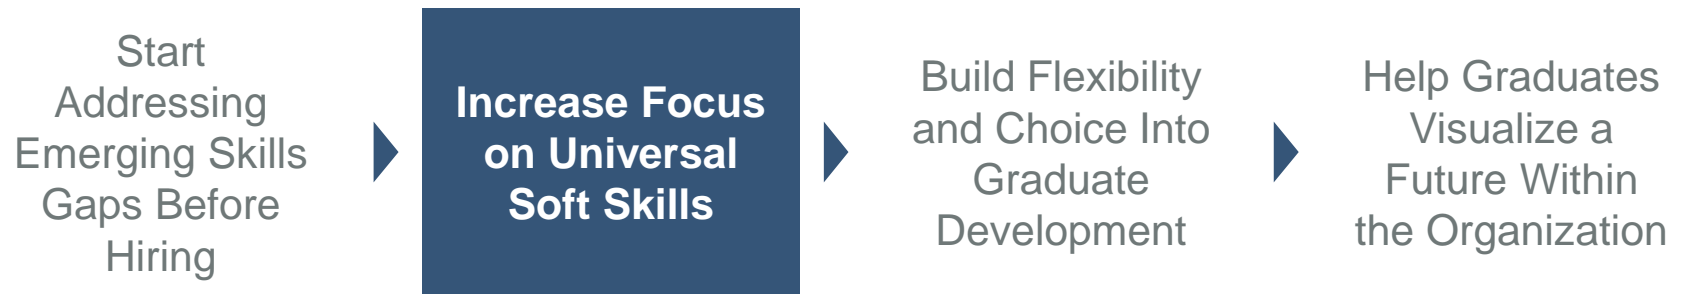 Start
Addressing
Emerging Skills
Gaps Before
Hiring
Increase Focus
on Universal
Soft Skills
Build Flexibility
and Choice Into
Graduate
Development
Help Graduates
Visualize a
Future Within
the Organization